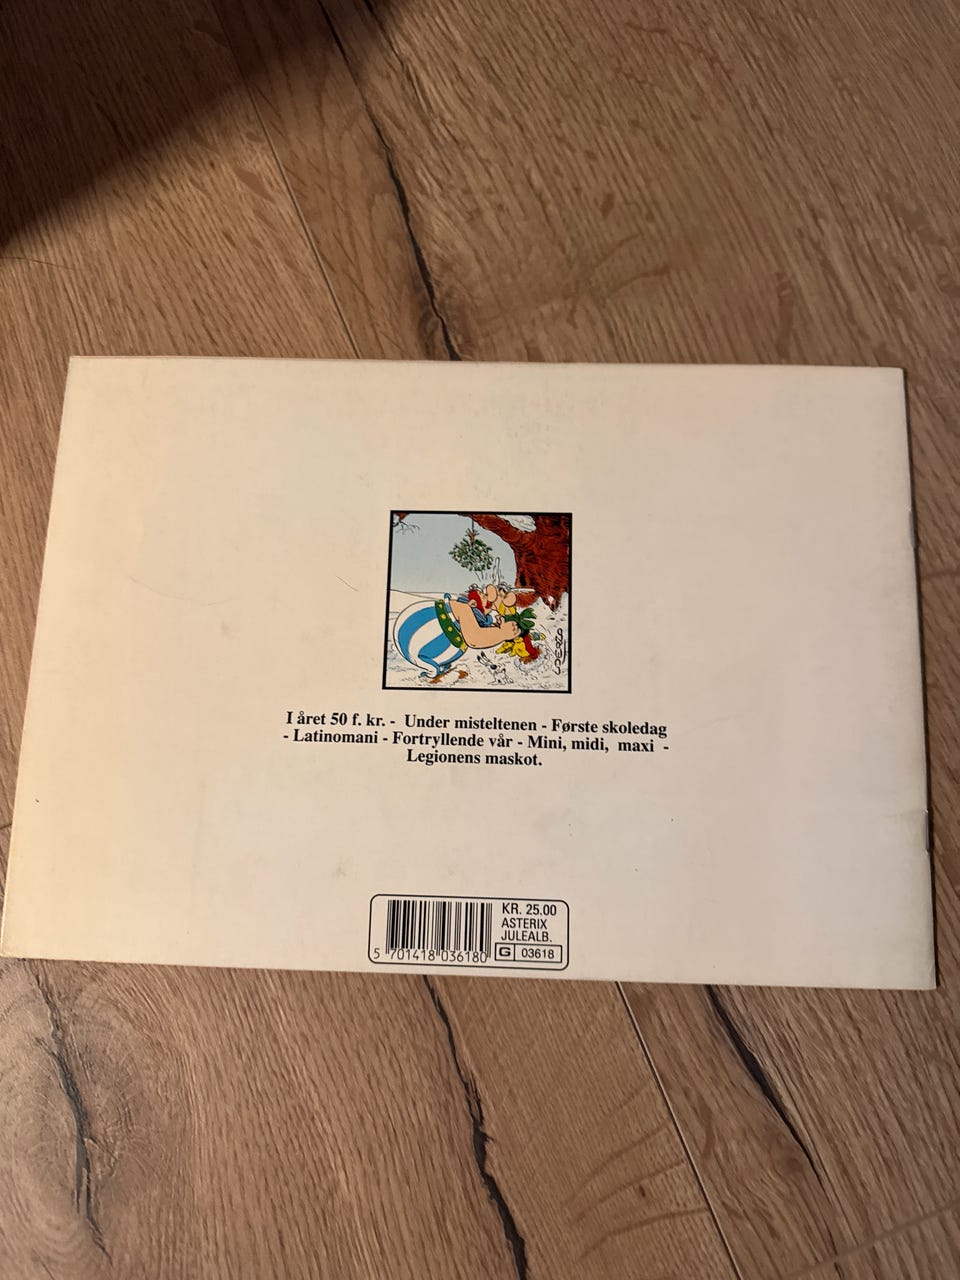 UDERZO
I året 50 f. kr. - Under misteltenen - Første skoledag
- Latinomani - Fortryllende vår - Mini, midi, maxi -
Legionens maskot.
KR. 25.00
ASTERIX
JULEALB.
G 03618
5 701418 036180